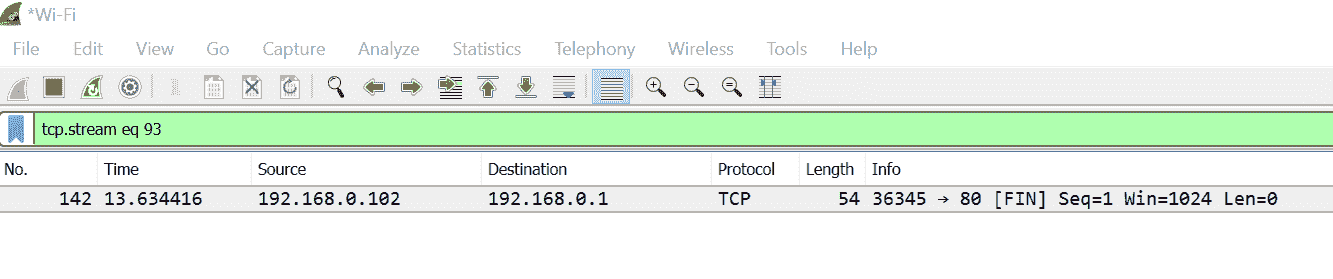 *Wi-Fi
File Edit View Go Capture Analyze Statistics Telephony Wireless Tools Help
tcp.stream eq 93
No. Time Source Destination Protocol Length Info
142 13.634416 192.168.0.102 192.168.0.1 TCP 54 36345 → 80 [FIN] Seq=1 Win=1024 Len=0